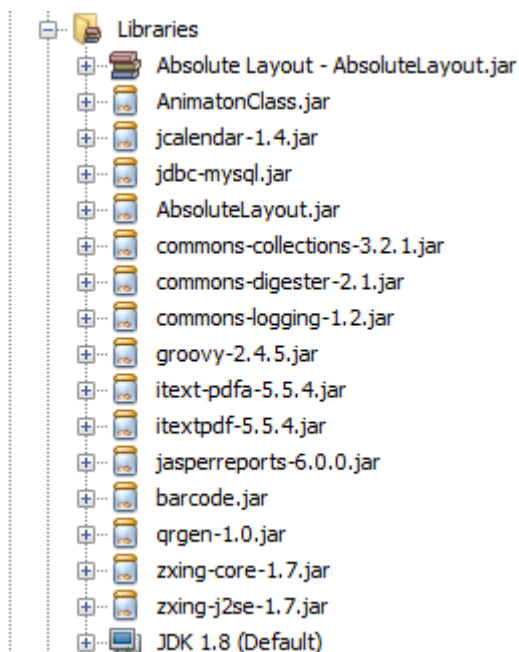 Libraries
Absolute Layout - AbsoluteLayout.jar
AnimatonClass.jar
jcalendar-1.4.jar
jdbc-mysql.jar
AbsoluteLayout.jar
commons-collections-3.2.1.jar
commons-digester-2.1.jar
commons-logging-1.2.jar
groovy-2.4.5.jar
itext-pdfa-5.5.4.jar
itextpdf-5.5.4.jar
jasperreports-6.0.0.jar
barcode.jar
qrgen-1.0.jar
zxing-core-1.7.jar
zxing-j2se-1.7.jar
JDK 1.8 (Default)